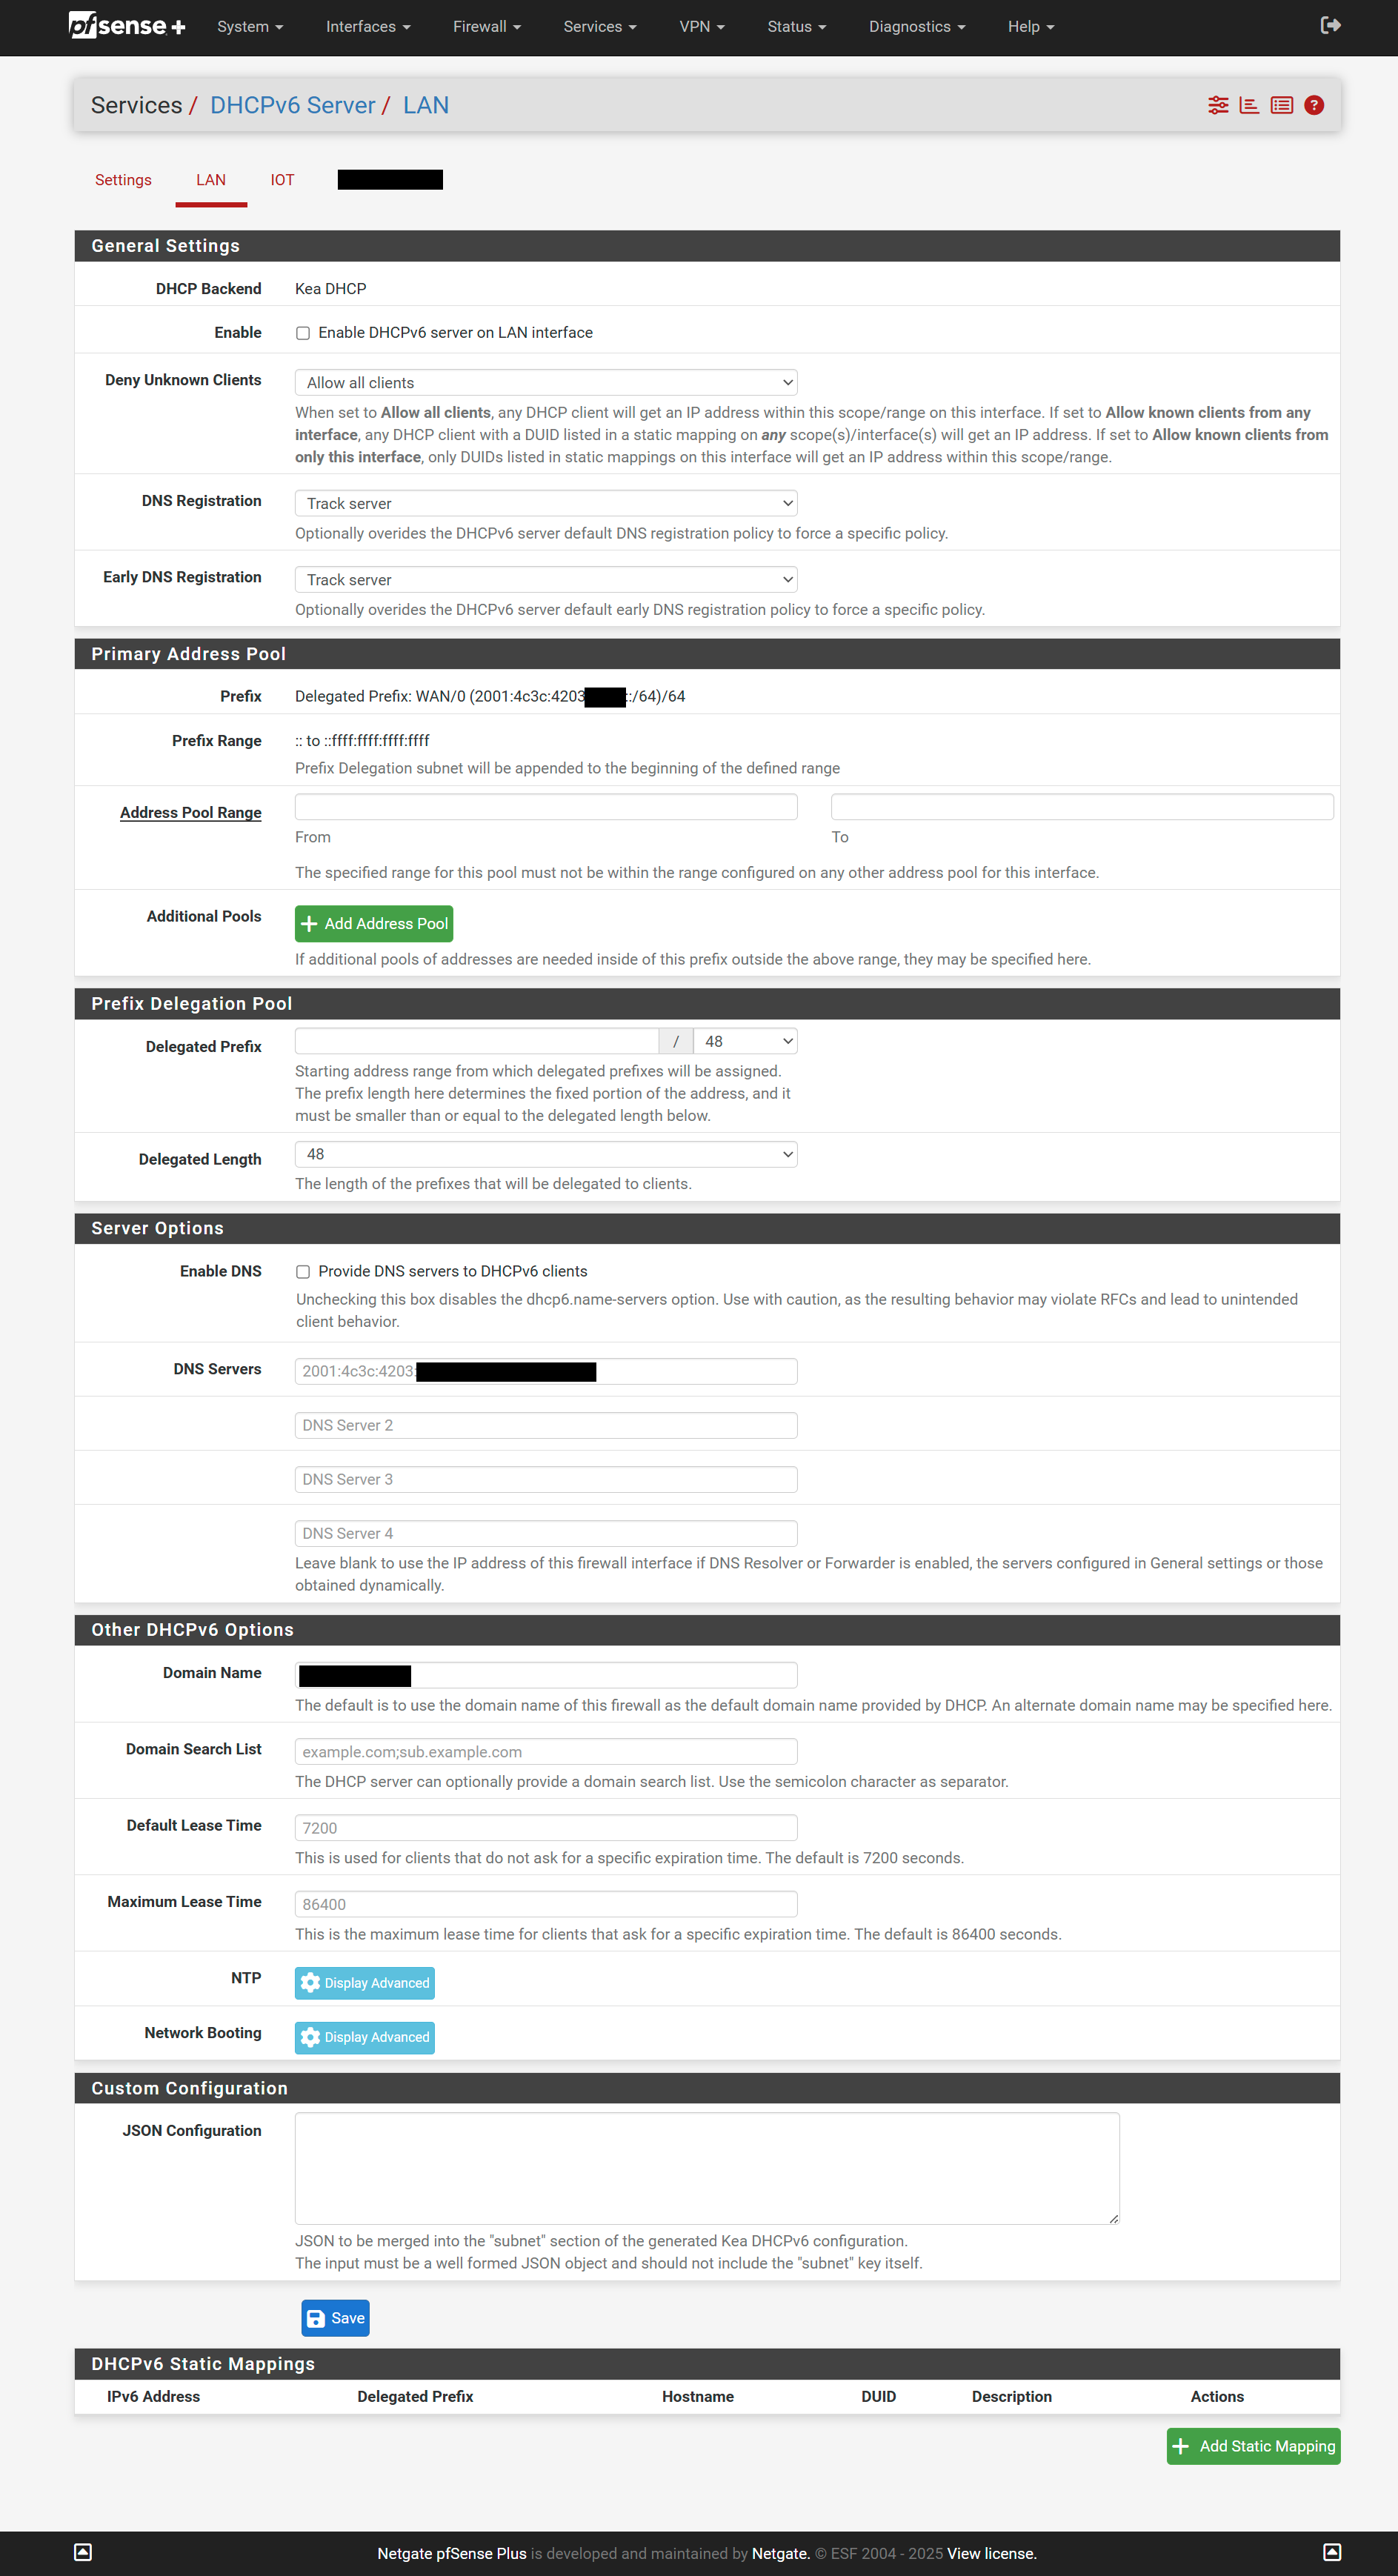 pfsense +
System
Interfaces
Firewall
Services
VPN
Status
Diagnostics
Help
Services / DHCPv6 Server / LAN
Settings
LAN
IOT
General Settings
DHCP Backend
Kea DHCP
Enable
Enable DHCPv6 server on LAN interface
Deny Unknown Clients
Allow all clients
When set to Allow all clients, any DHCP client will get an IP address within this scope/range on this interface. If set to Allow known clients from any
interface, any DHCP client with a DUID listed in a static mapping on any scope(s)/interface(s) will get an IP address. If set to Allow known clients from
only this interface, only DUIDs listed in static mappings on this interface will get an IP address within this scope/range.
DNS Registration
Track server
Optionally overides the DHCPv6 server default DNS registration policy to force a specific policy.
Early DNS Registration
Track server
Optionally overides the DHCPv6 server default early DNS registration policy to force a specific policy.
Primary Address Pool
Prefix
Delegated Prefix: WAN/0 (2001:4c3c:4203 ::/64)/64
Prefix Range
:: to ::ffff:ffff:ffff:ffff
Prefix Delegation subnet will be appended to the beginning of the defined range
Address Pool Range
From
To
The specified range for this pool must not be within the range configured on any other address pool for this interface.
Additional Pools
Add Address Pool
If additional pools of addresses are needed inside of this prefix outside the above range, they may be specified here.
Prefix Delegation Pool
Delegated Prefix
/ 48
Starting address range from which delegated prefixes will be assigned.
The prefix length here determines the fixed portion of the address, and it
must be smaller than or equal to the delegated length below.
Delegated Length
48
The length of the prefixes that will be delegated to clients.
Server Options
Enable DNS
Provide DNS servers to DHCPv6 clients
Unchecking this box disables the dhcp6.name-servers option. Use with caution, as the resulting behavior may violate RFCs and lead to unintended
client behavior.
DNS Servers
2001:4c3c:4203:
DNS Server 2
DNS Server 3
DNS Server 4
Leave blank to use the IP address of this firewall interface if DNS Resolver or Forwarder is enabled, the servers configured in General settings or those
obtained dynamically.
Other DHCPv6 Options
Domain Name
The default is to use the domain name of this firewall as the default domain name provided by DHCP. An alternate domain name may be specified here.
Domain Search List
example.com;sub.example.com
The DHCP server can optionally provide a domain search list. Use the semicolon character as separator.
Default Lease Time
7200
This is used for clients that do not ask for a specific expiration time. The default is 7200 seconds.
Maximum Lease Time
86400
This is the maximum lease time for clients that ask for a specific expiration time. The default is 86400 seconds.
NTP
Display Advanced
Network Booting
Display Advanced
Custom Configuration
JSON Configuration
JSON to be merged into the "subnet" section of the generated Kea DHCPv6 configuration.
The input must be a well formed JSON object and should not include the "subnet" key itself.
Save
DHCPv6 Static Mappings
IPv6 Address
Delegated Prefix
Hostname
DUID
Description
Actions
Add Static Mapping
Netgate pfSense Plus is developed and maintained by Netgate. © ESF 2004 - 2025 View license.